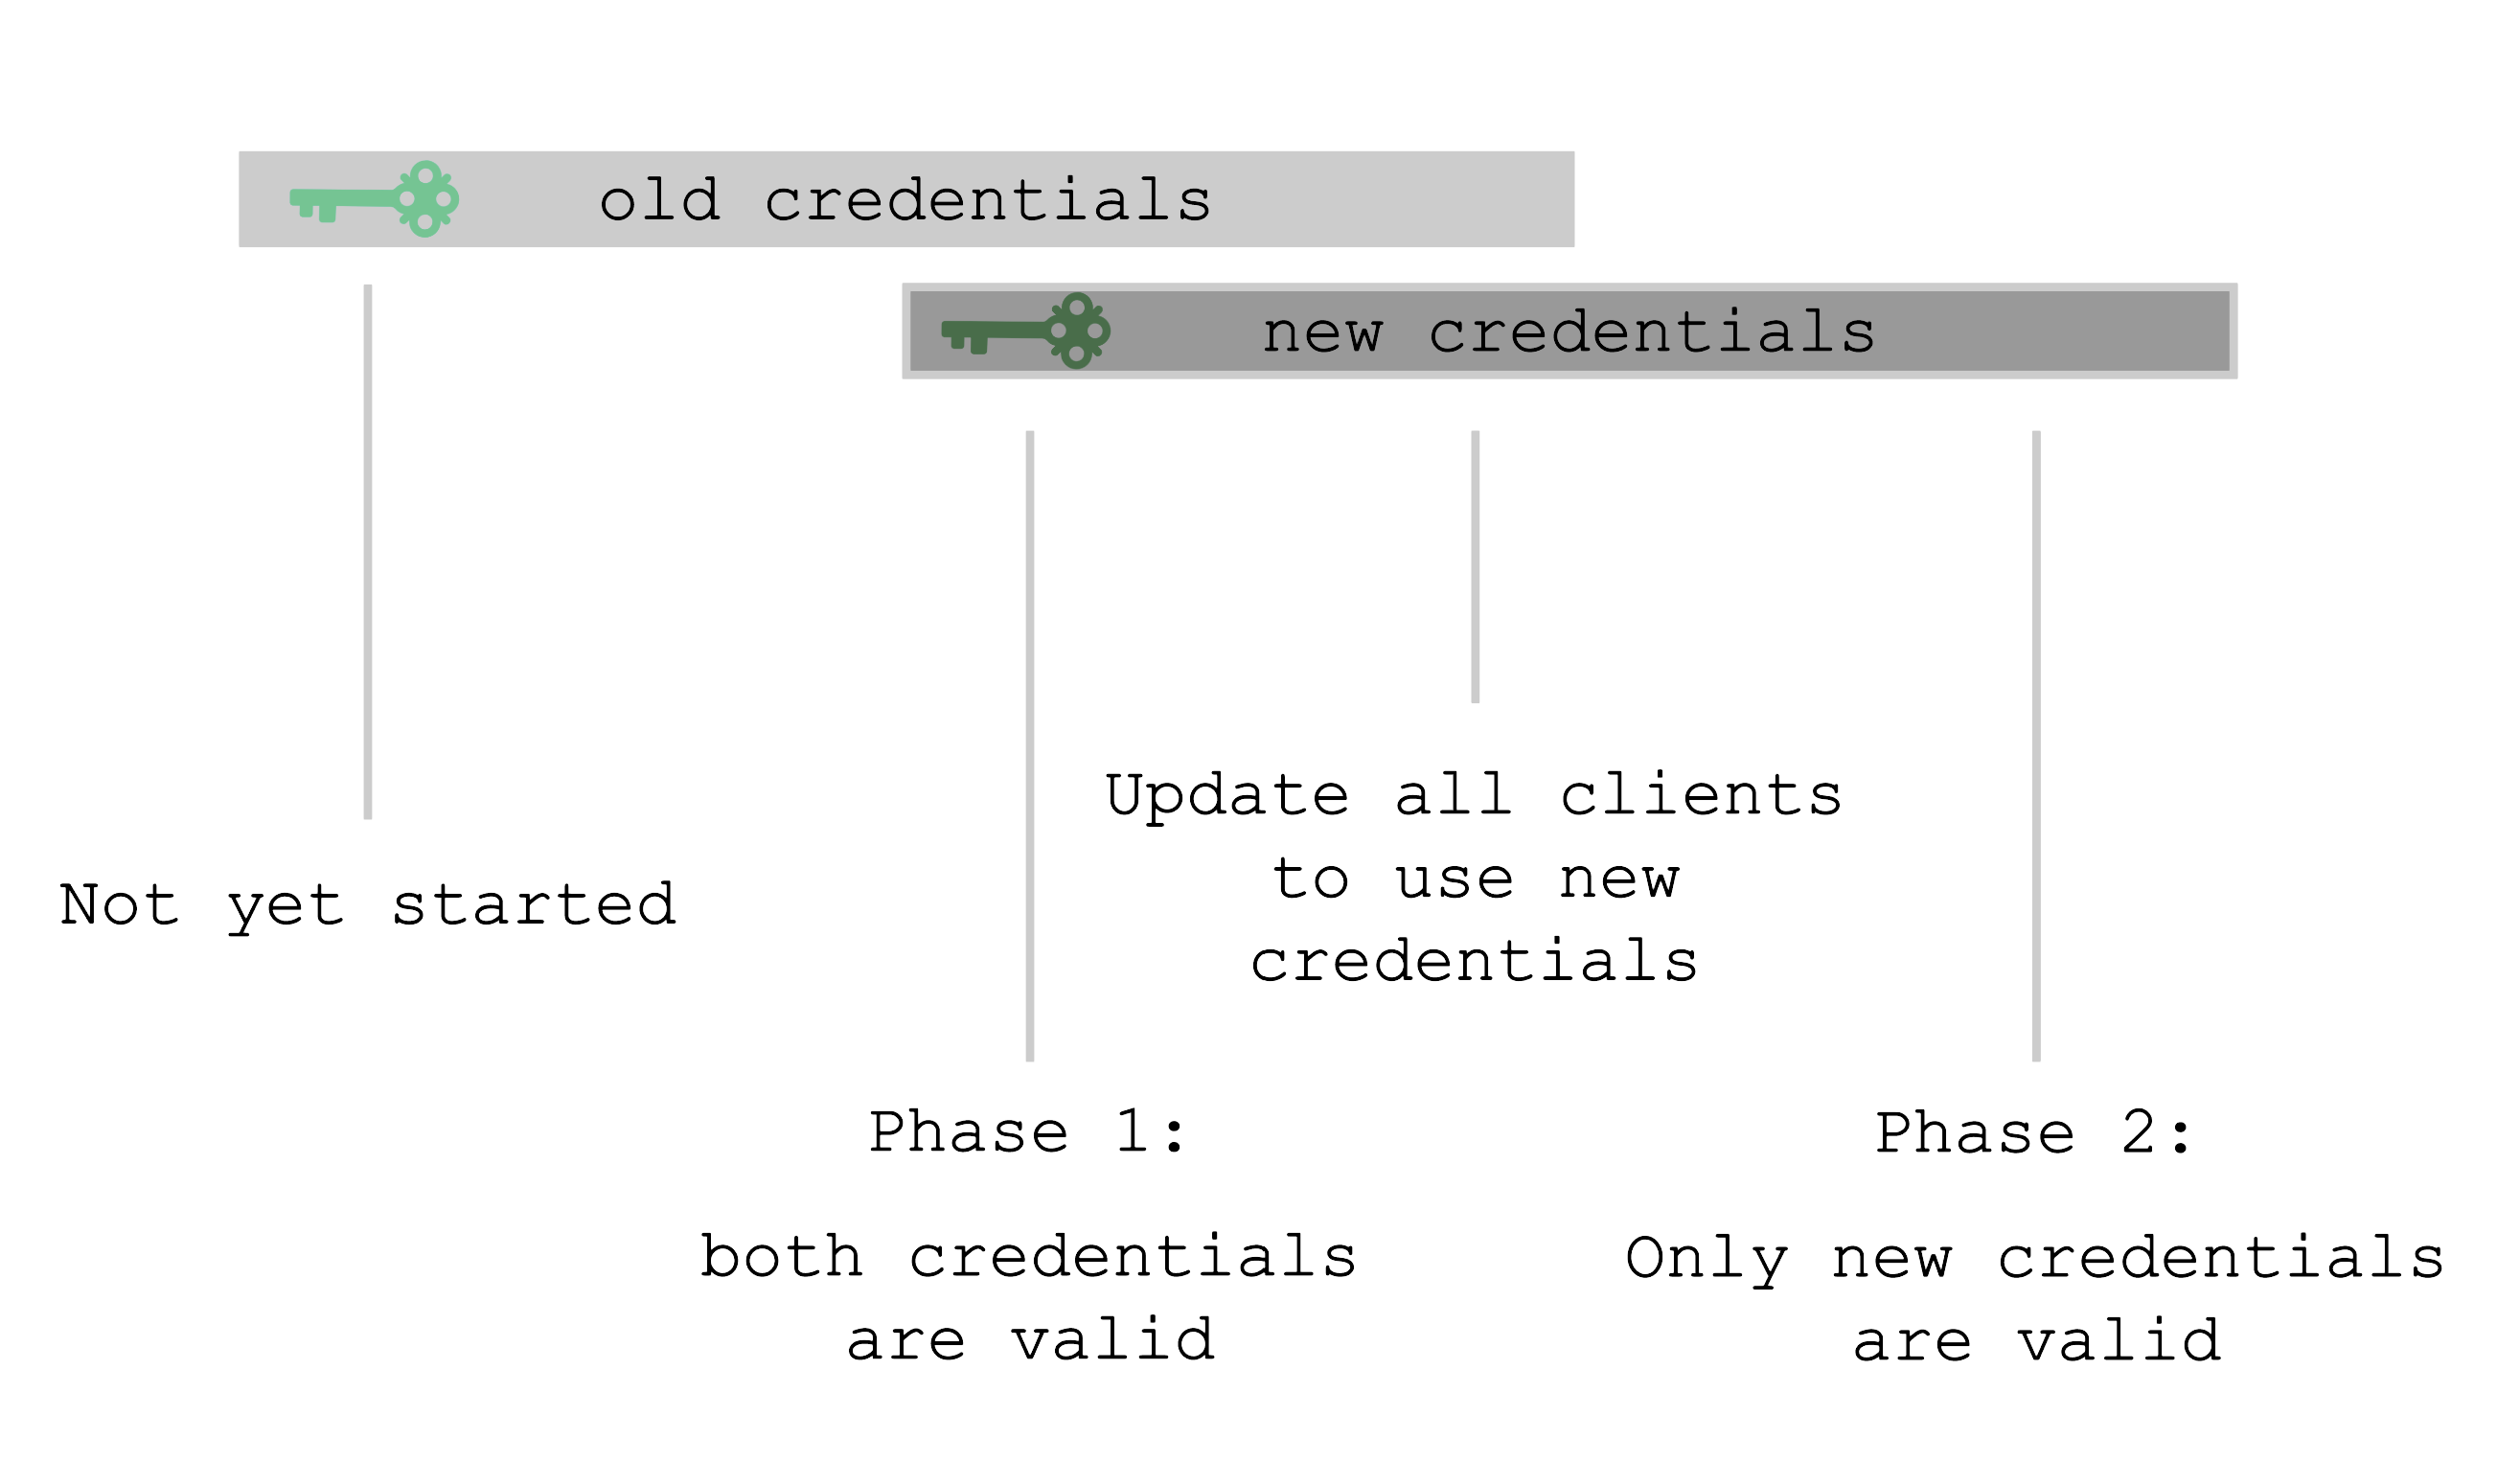 old credentials
new credentials
Not yet started
Update all clients
to use new
credentials
Phase 1:
both credentials
are valid
Phase 2:
Only new credentials
are valid